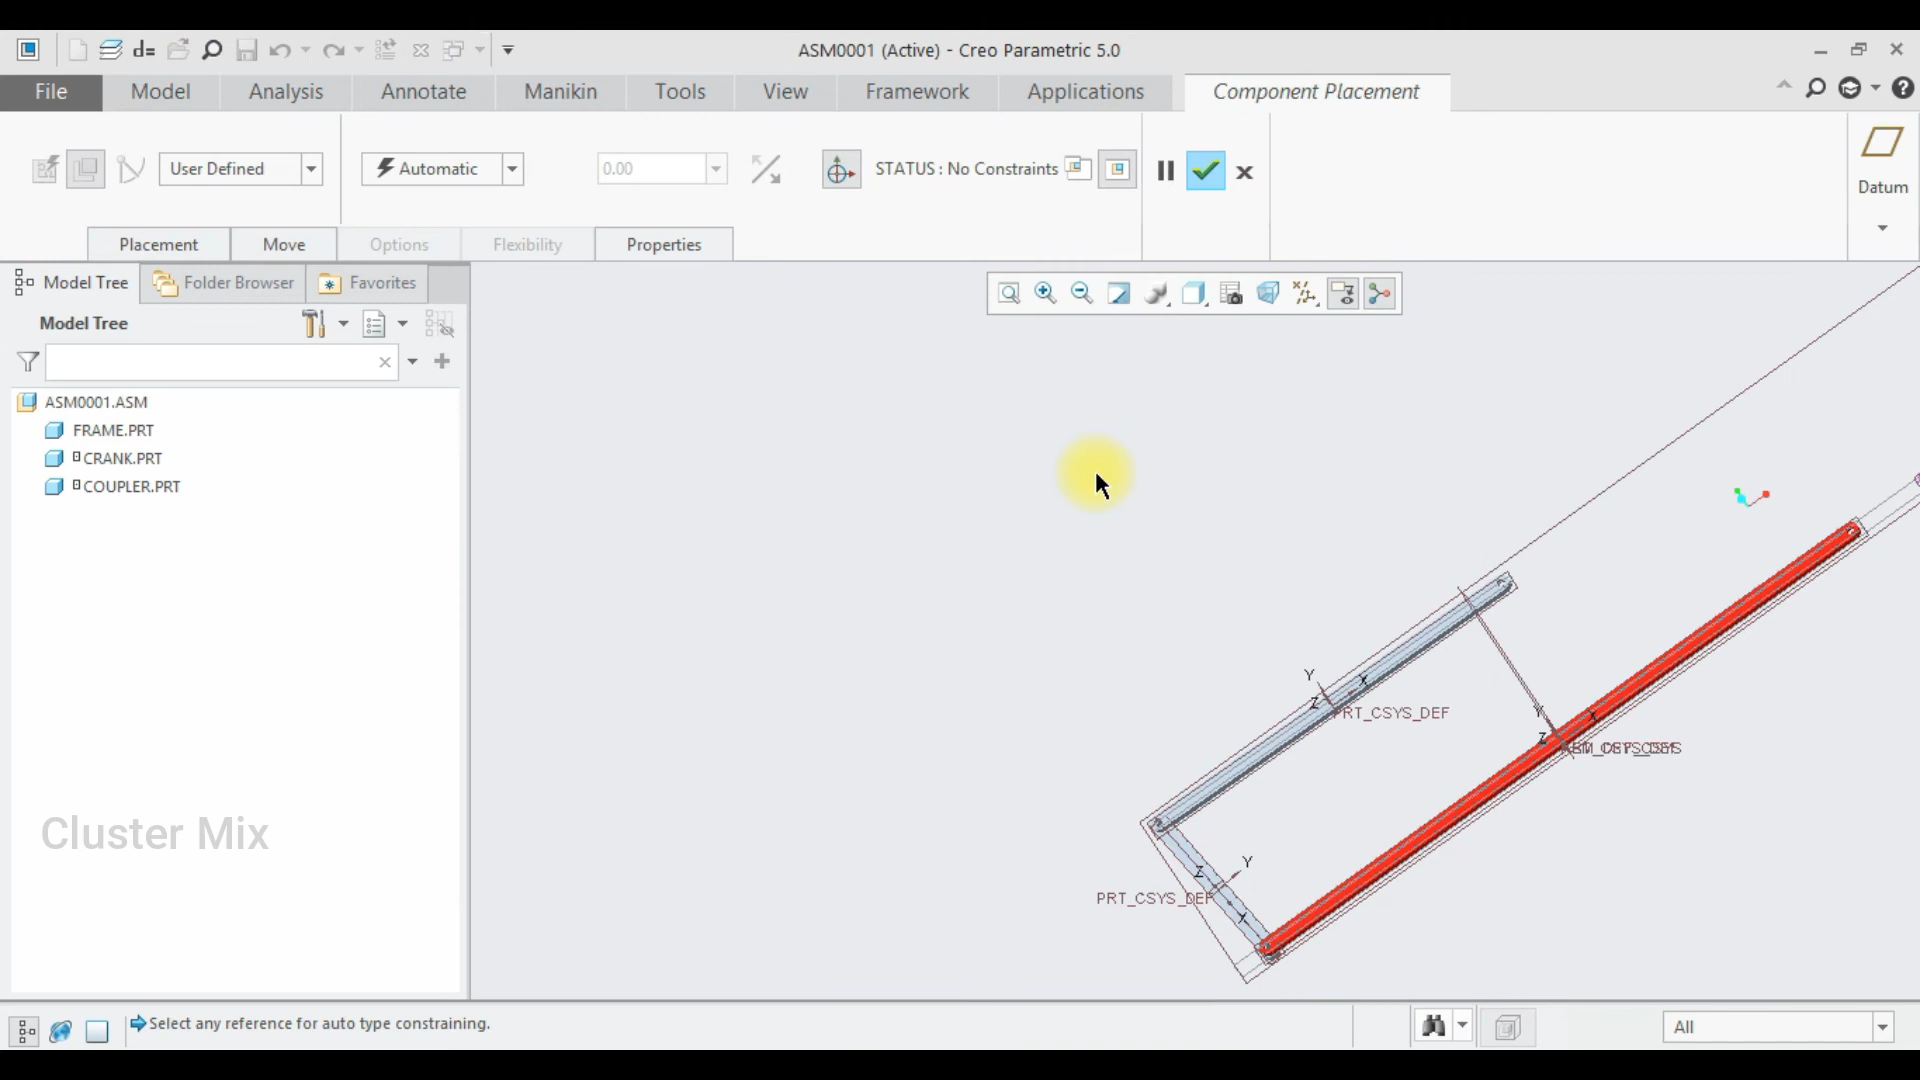 d=
ASM0001 (Active) - Creo Parametric 5.0
File Model Analysis Annotate Manikin Tools View Framework Applications Component Placement
User Defined Automatic 0.00 STATUS : No Constraints
Datum
Placement Move Options Flexibility Properties
Model Tree Folder Browser Favorites
Model Tree
ASM0001.ASM
FRAME.PRT
CRANK.PRT
COUPLER.PRT
Y
X
Z
PRT_CSYS_DEF
Y
X
Z
Y
Z
PRT_CSYS_DEF
X
Cluster Mix
Select any reference for auto type constraining.
All